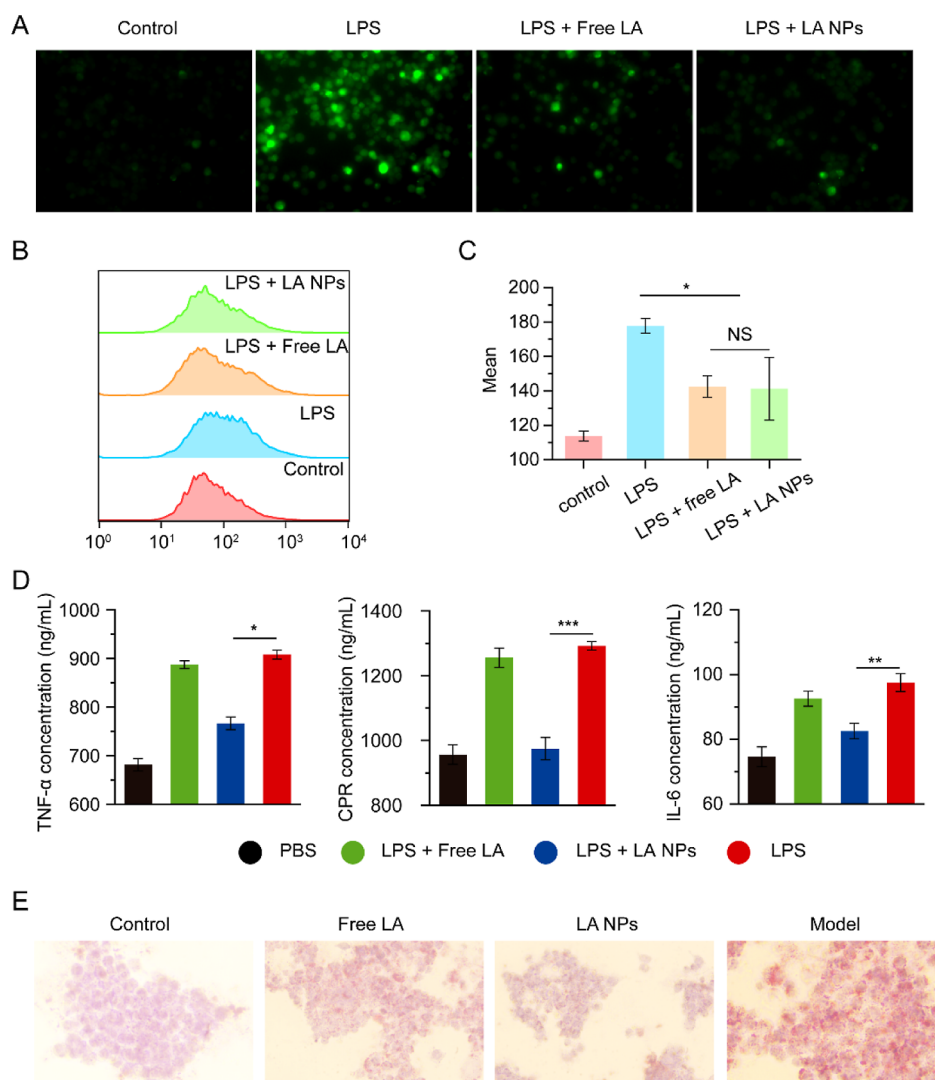 A
Control
LPS
LPS + Free LA
LPS + LA NPs
B
LPS + LA NPs
LPS + Free LA
LPS
Control
10⁰ 10¹ 10² 10³ 10⁴
C
Mean
200
180
160
140
120
100
*
NS
control
LPS
LPS + free LA
LPS + LA NPs
D
TNF-α concentration (ng/mL)
1000
900
800
700
600
*
CPR concentration (ng/mL)
1400
1200
1000
800
***
IL-6 concentration (ng/mL)
120
100
80
60
**
PBS
LPS + Free LA
LPS + LA NPs
LPS
E
Control
Free LA
LA NPs
Model